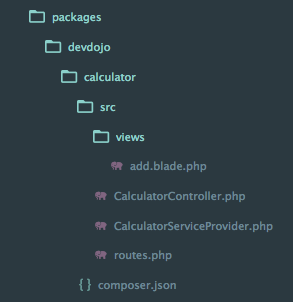 packages
devdojo
calculator
src
views
add.blade.php
CalculatorController.php
CalculatorServiceProvider.php
routes.php
{ } composer.json